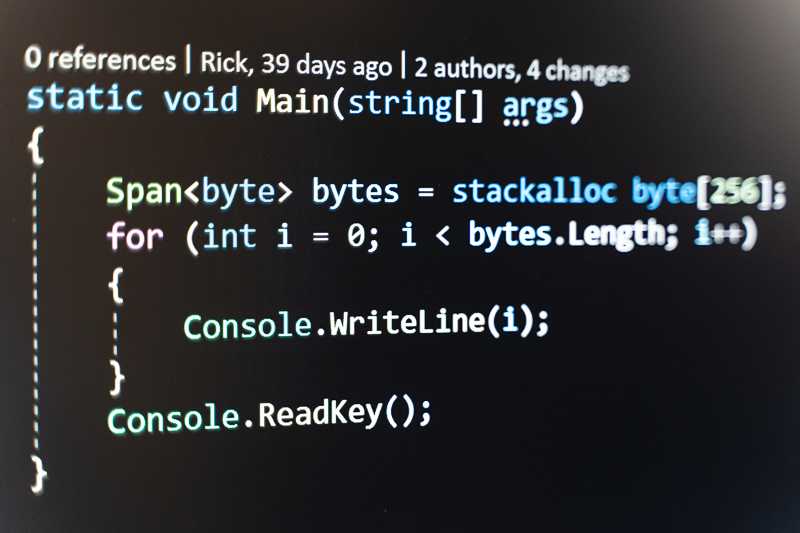 0 references | Rick, 39 days ago | 2 authors, 4 changes
static void Main(string[] args)
{
Span<byte> bytes = stackalloc byte[256];
for (int i = 0; i < bytes.Length; i++)
{
Console.WriteLine(i);
}
Console.ReadKey();
}